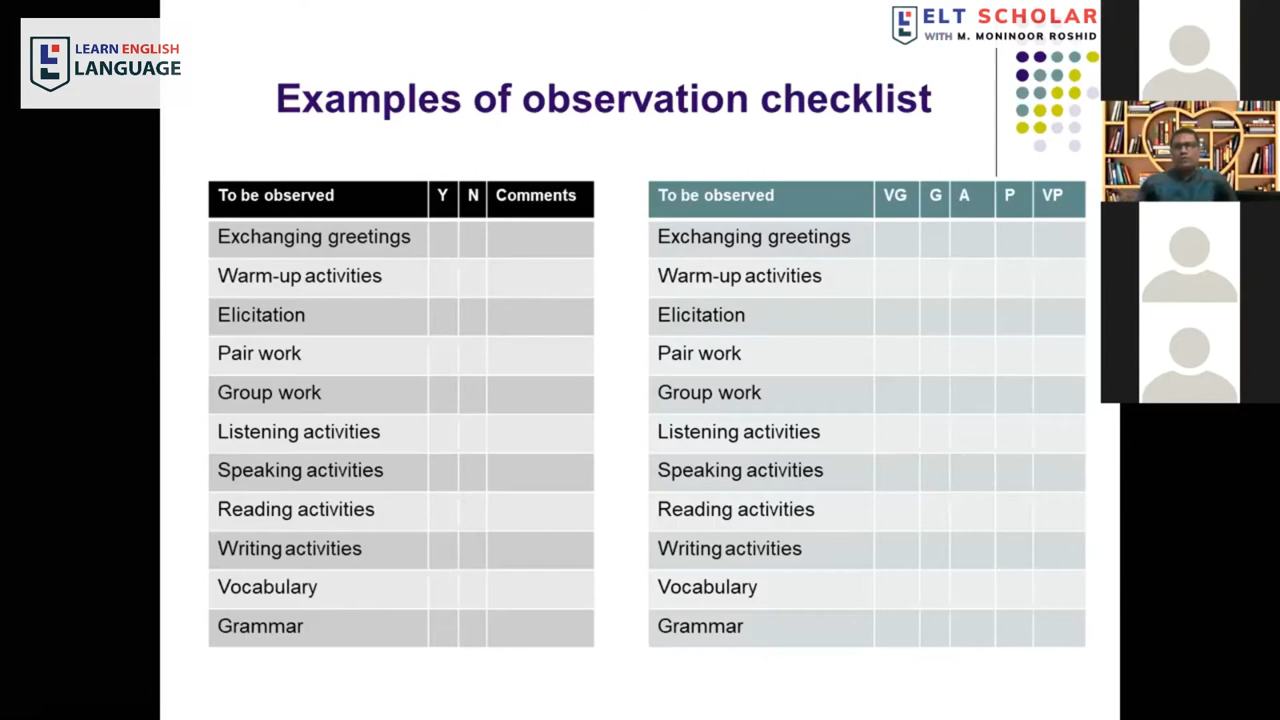 LEARN ENGLISH
LANGUAGE
ELT SCHOLAR
WITH M. MONINOOR ROSHID
Examples of observation checklist
To be observed Y N Comments
Exchanging greetings
Warm-up activities
Elicitation
Pair work
Group work
Listening activities
Speaking activities
Reading activities
Writing activities
Vocabulary
Grammar
To be observed VG G A P VP
Exchanging greetings
Warm-up activities
Elicitation
Pair work
Group work
Listening activities
Speaking activities
Reading activities
Writing activities
Vocabulary
Grammar